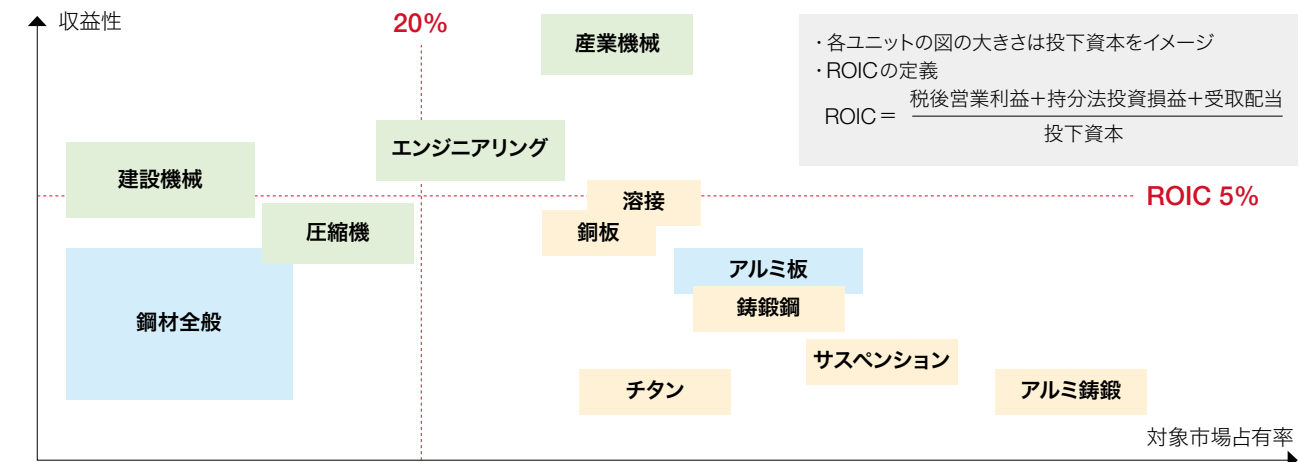 収益性
20%
産業機械
・各ユニットの図の大きさは投下資本をイメージ
・ROICの定義
ROIC＝
税後営業利益＋持分法投資損益＋受取配当
投下資本
エンジニアリング
建設機械
溶接
ROIC 5%
圧縮機
銅板
アルミ板
鋳鍛鋼
鋼材全般
サスペンション
チタン
アルミ鋳鍛
対象市場占有率